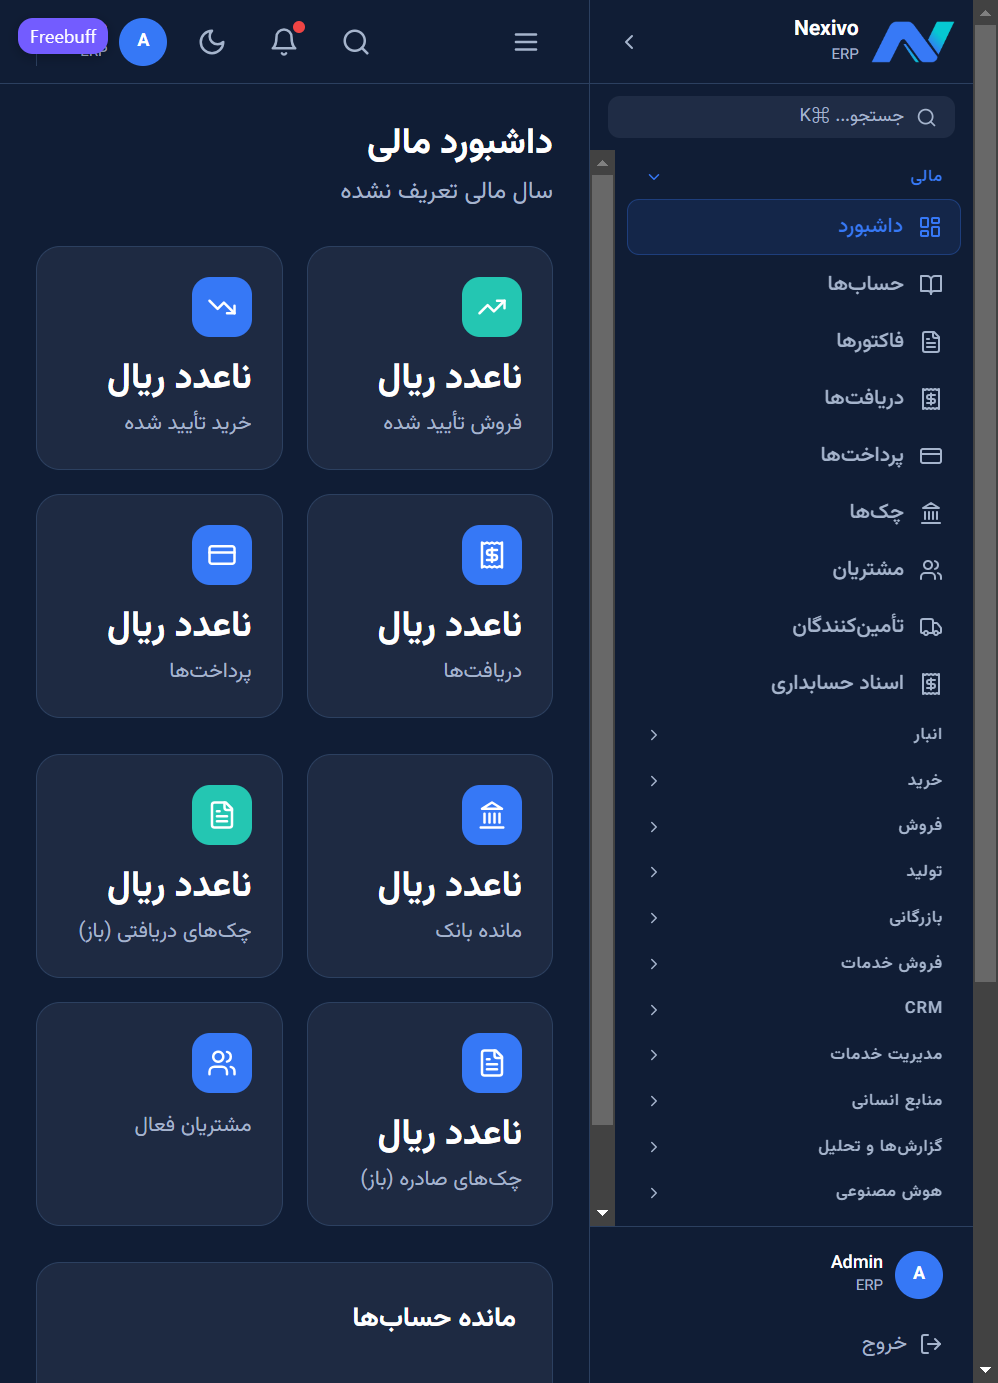 Nexivo
ERP
جستجو... ⌘K
مالی
داشبورد
حساب‌ها
فاکتورها
دریافت‌ها
پرداخت‌ها
چک‌ها
مشتریان
تأمین‌کنندگان
اسناد حسابداری
انبار
خرید
فروش
تولید
بازرگانی
فروش خدمات
CRM
مدیریت خدمات
منابع انسانی
گزارش‌ها و تحلیل
هوش مصنوعی
A
Admin
ERP
خروج
A
Freebuff
ERP
داشبورد مالی
سال مالی تعریف نشده
ناعدد ریال
فروش تأیید شده
ناعدد ریال
خرید تأیید شده
ناعدد ریال
دریافت‌ها
ناعدد ریال
پرداخت‌ها
ناعدد ریال
مانده بانک
ناعدد ریال
چک‌های دریافتی (باز)
ناعدد ریال
چک‌های صادره (باز)
مشتریان فعال
مانده حساب‌ها